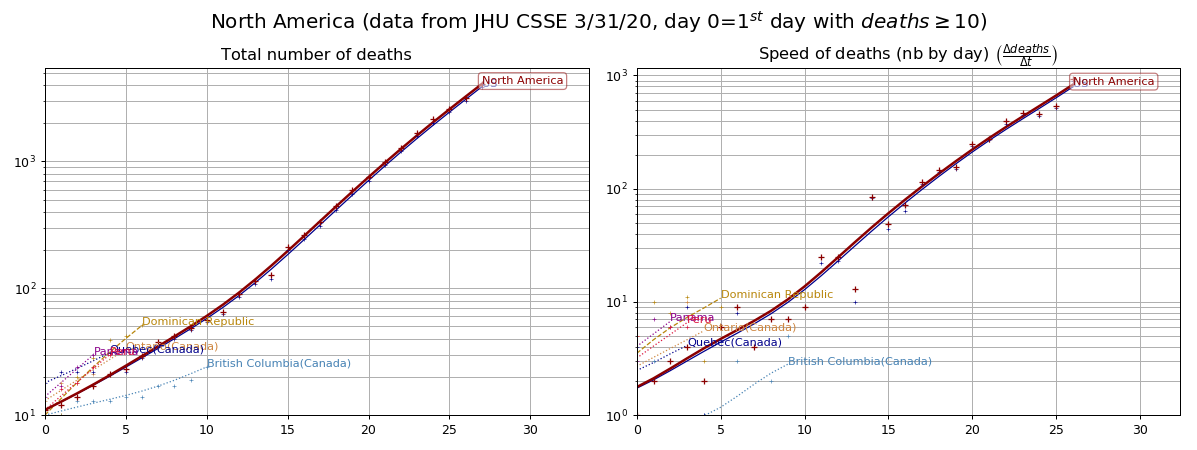 North America (data from JHU CSSE 3/31/20, day 0=1st day with deaths ≥ 10)
Total number of deaths
Speed of deaths (nb by day) (Δdeaths/Δt)
North America
North America
10³
10³
10²
10²
10¹
10¹
10⁰
Dominican Republic
Panama
Quebec(Canada)
Ontario(Canada)
British Columbia(Canada)
Dominican Republic
Panama
Peru
Ontario(Canada)
Quebec(Canada)
British Columbia(Canada)
0 5 10 15 20 25 30
0 5 10 15 20 25 30